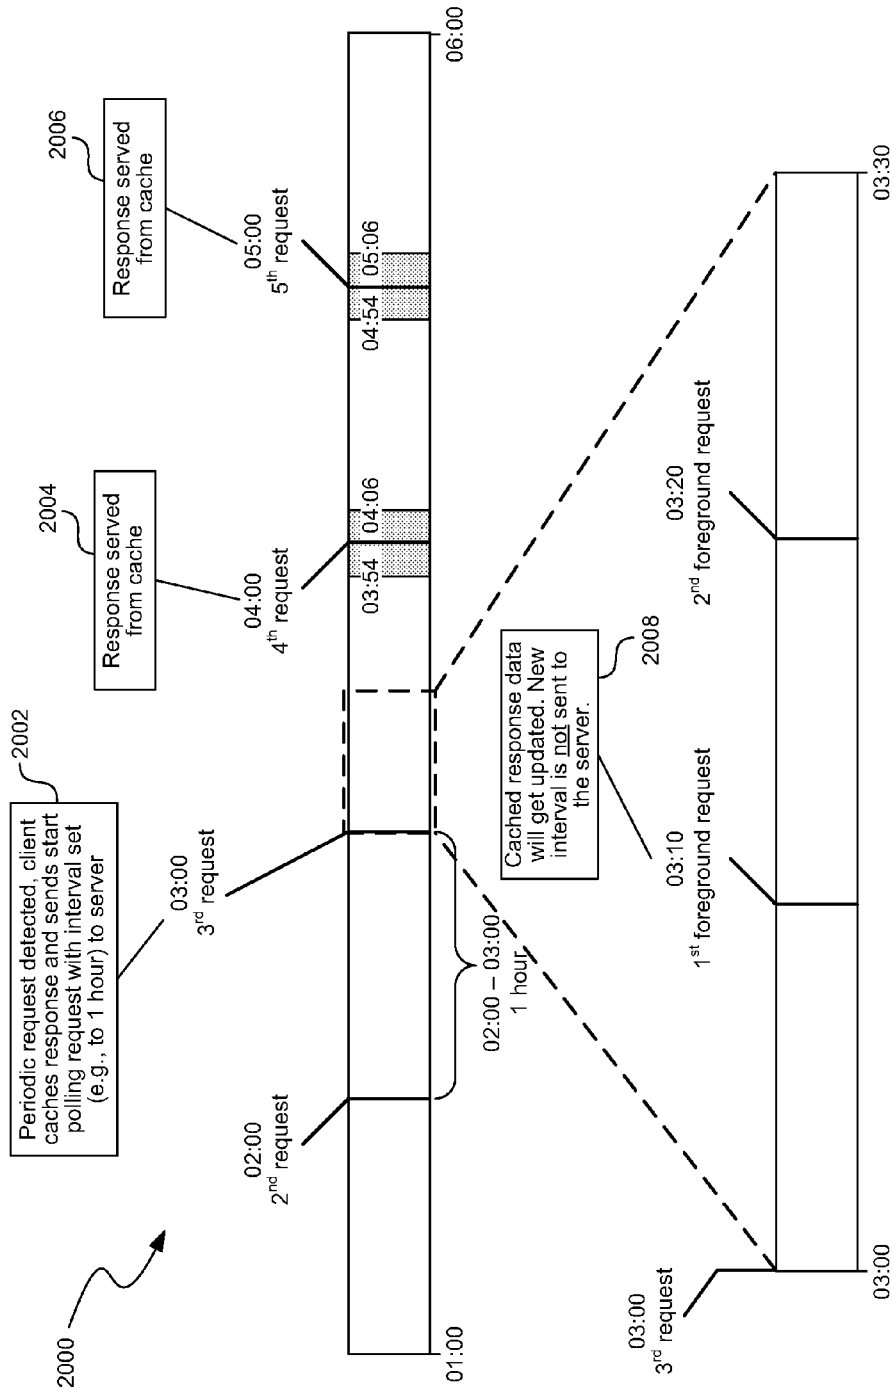 2000
2002
Periodic request detected, client
caches response and sends start
polling request with interval set
(e.g., to 1 hour) to server
2004
Response served
from cache
2006
Response served
from cache
02:00
2nd request
03:00
3rd request
04:00
4th request
05:00
5th request
03:54
04:06
04:54
05:06
01:00
06:00
02:00 – 03:00
1 hour
Cached response data
will get updated. New
interval is not sent to
the server.
2008
03:00
3rd request
03:10
1st foreground request
03:20
2nd foreground request
03:00
03:30